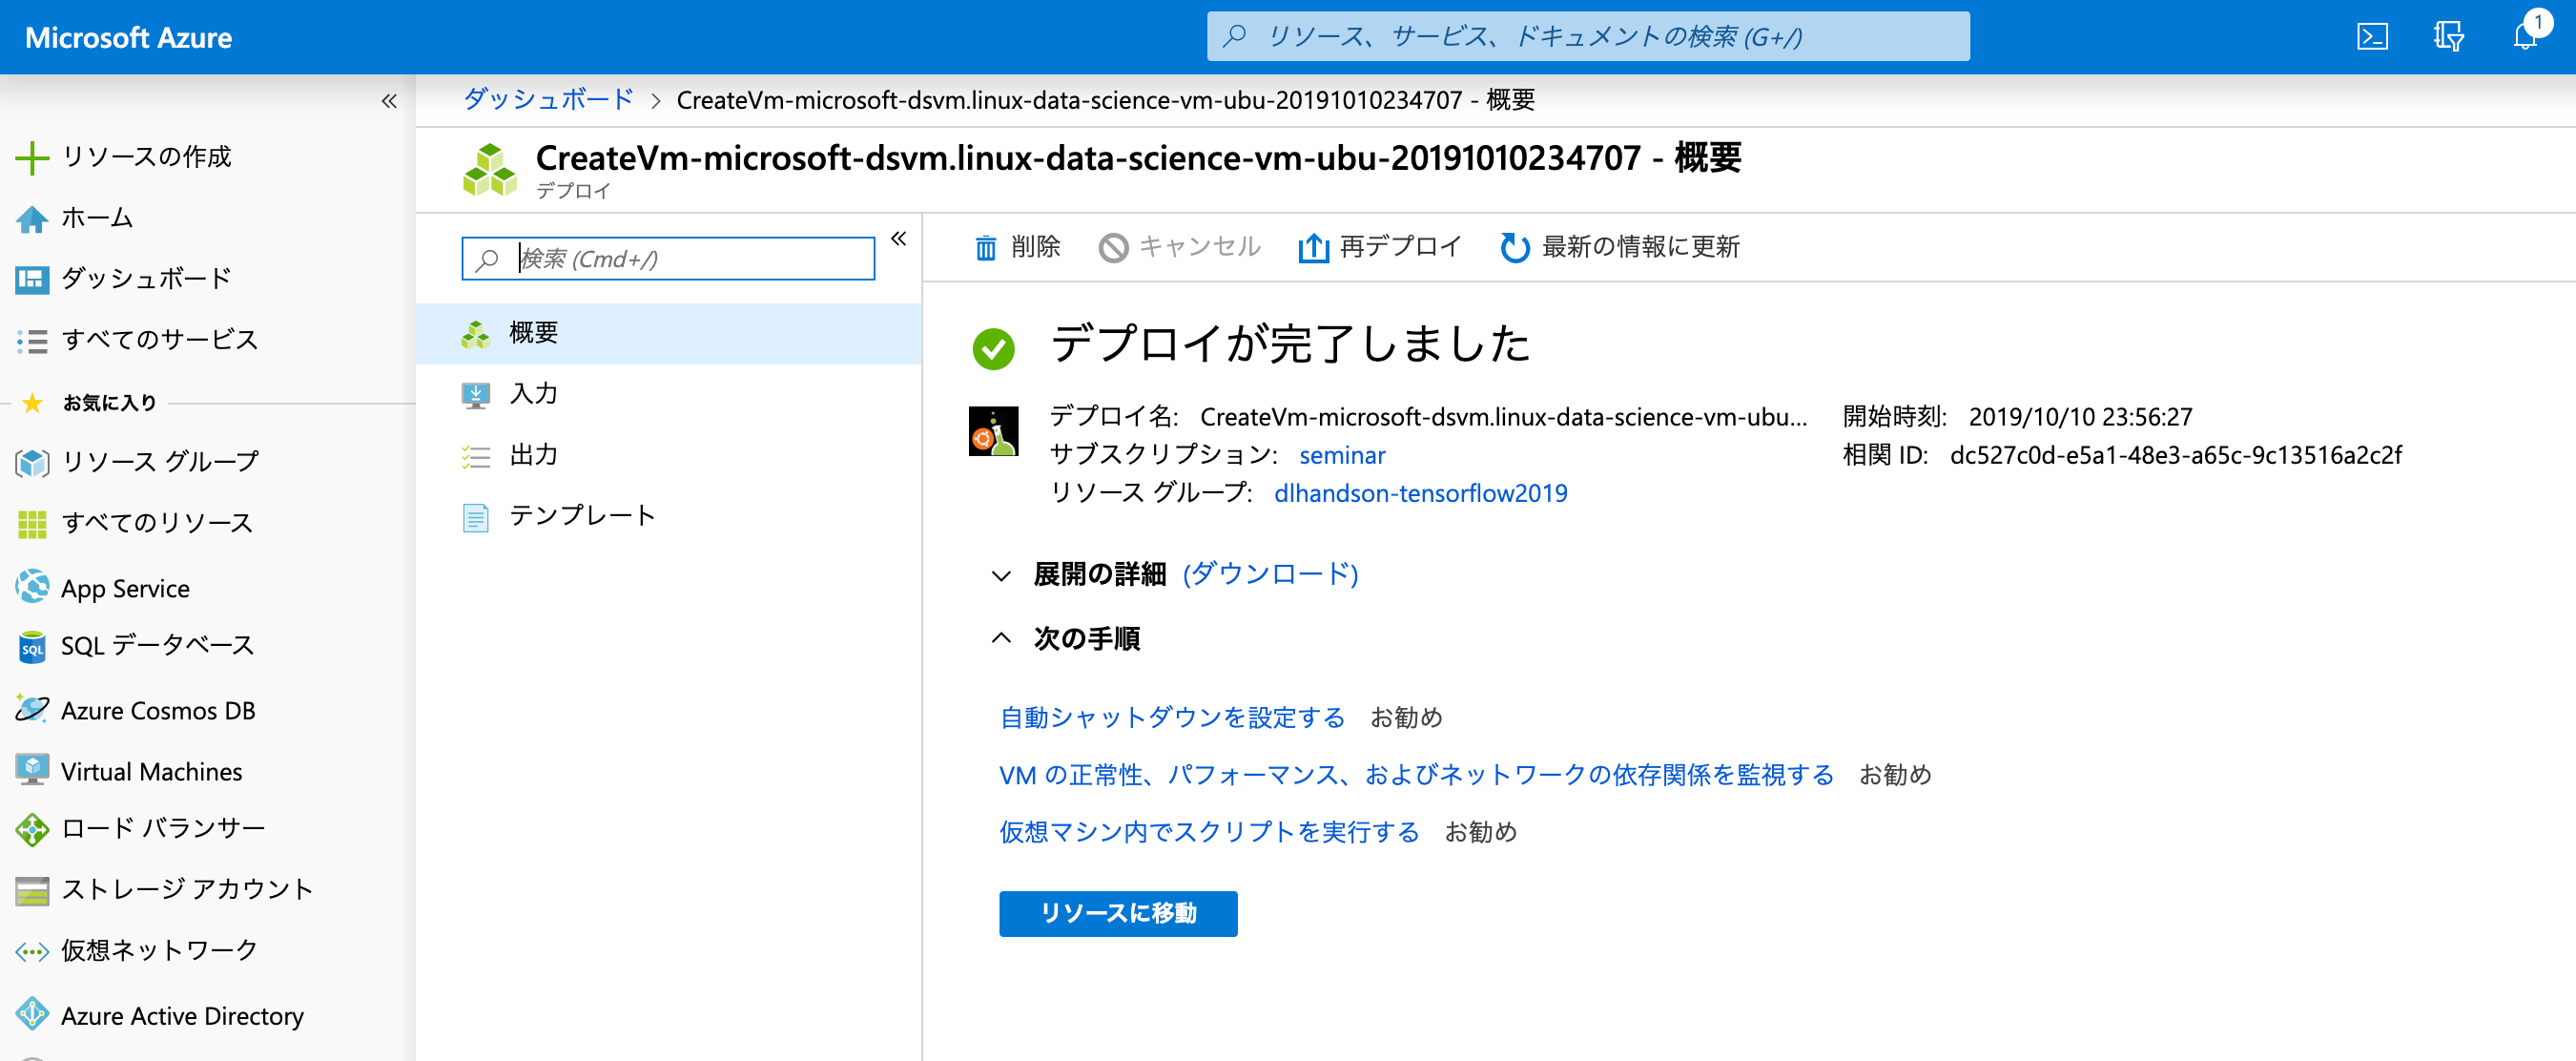 Microsoft Azure
リソース、サービス、ドキュメントの検索 (G+/)
1
«
リソースの作成
ホーム
ダッシュボード
すべてのサービス
お気に入り
リソース グループ
すべてのリソース
App Service
SQL データベース
Azure Cosmos DB
Virtual Machines
ロード バランサー
ストレージ アカウント
仮想ネットワーク
Azure Active Directory
ダッシュボード > CreateVm-microsoft-dsvm.linux-data-science-vm-ubu-20191010234707 - 概要
CreateVm-microsoft-dsvm.linux-data-science-vm-ubu-20191010234707 - 概要
デプロイ
検索 (Cmd+/)
«
概要
入力
出力
テンプレート
削除 キャンセル 再デプロイ 最新の情報に更新
デプロイが完了しました
デプロイ名: CreateVm-microsoft-dsvm.linux-data-science-vm-ubu...
サブスクリプション: seminar
リソース グループ: dlhandson-tensorflow2019
開始時刻: 2019/10/10 23:56:27
相関 ID: dc527c0d-e5a1-48e3-a65c-9c13516a2c2f
展開の詳細 (ダウンロード)
次の手順
自動シャットダウンを設定する お勧め
VM の正常性、パフォーマンス、およびネットワークの依存関係を監視する お勧め
仮想マシン内でスクリプトを実行する お勧め
リソースに移動